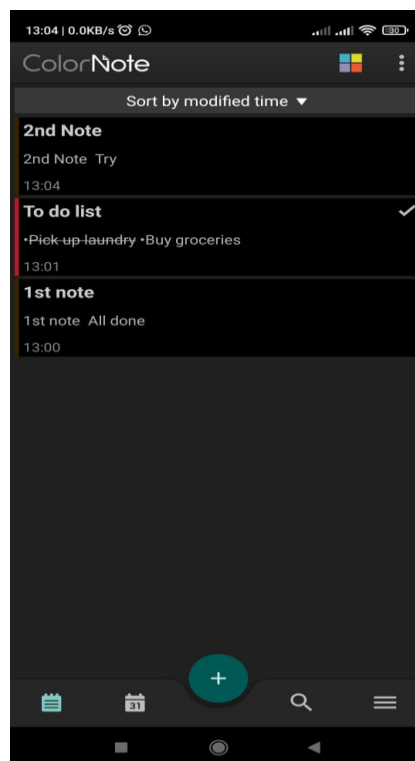 13:04 | 0.0KB/s
30
ColorNote
Sort by modified time ▼
2nd Note
2nd Note Try
13:04
To do list
•Pick up laundry •Buy groceries
13:01
1st note
1st note All done
13:00
+
31